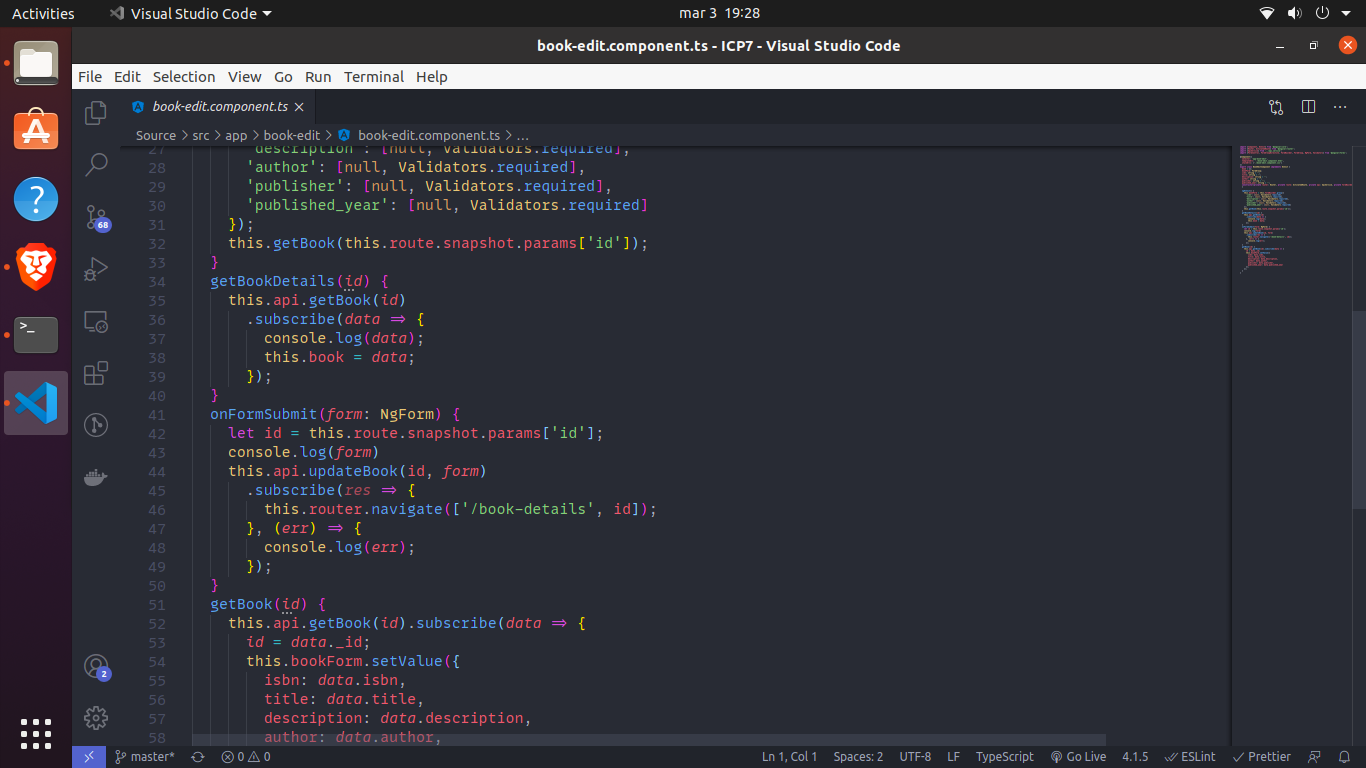 Activities
Visual Studio Code
mar 3 19:28
book-edit.component.ts - ICP7 - Visual Studio Code
File Edit Selection View Go Run Terminal Help
book-edit.component.ts
Source > src > app > book-edit > book-edit.component.ts > ...
27 'description': [null, Validators.required],
28 'author': [null, Validators.required],
29 'publisher': [null, Validators.required],
30 'published_year': [null, Validators.required]
31 });
32 this.getBook(this.route.snapshot.params['id']);
33 }
34 getBookDetails(id) {
35 this.api.getBook(id)
36 .subscribe(data => {
37 console.log(data);
38 this.book = data;
39 });
40 }
41 onFormSubmit(form: NgForm) {
42 let id = this.route.snapshot.params['id'];
43 console.log(form)
44 this.api.updateBook(id, form)
45 .subscribe(res => {
46 this.router.navigate(['/book-details', id]);
47 }, (err) => {
48 console.log(err);
49 });
50 }
51 getBook(id) {
52 this.api.getBook(id).subscribe(data => {
53 id = data._id;
54 this.bookForm.setValue({
55 isbn: data.isbn,
56 title: data.title,
57 description: data.description,
58 author: data.author,
68
2
master* 0 0 Ln 1, Col 1 Spaces: 2 UTF-8 LF TypeScript Go Live 4.1.5 ESLint Prettier